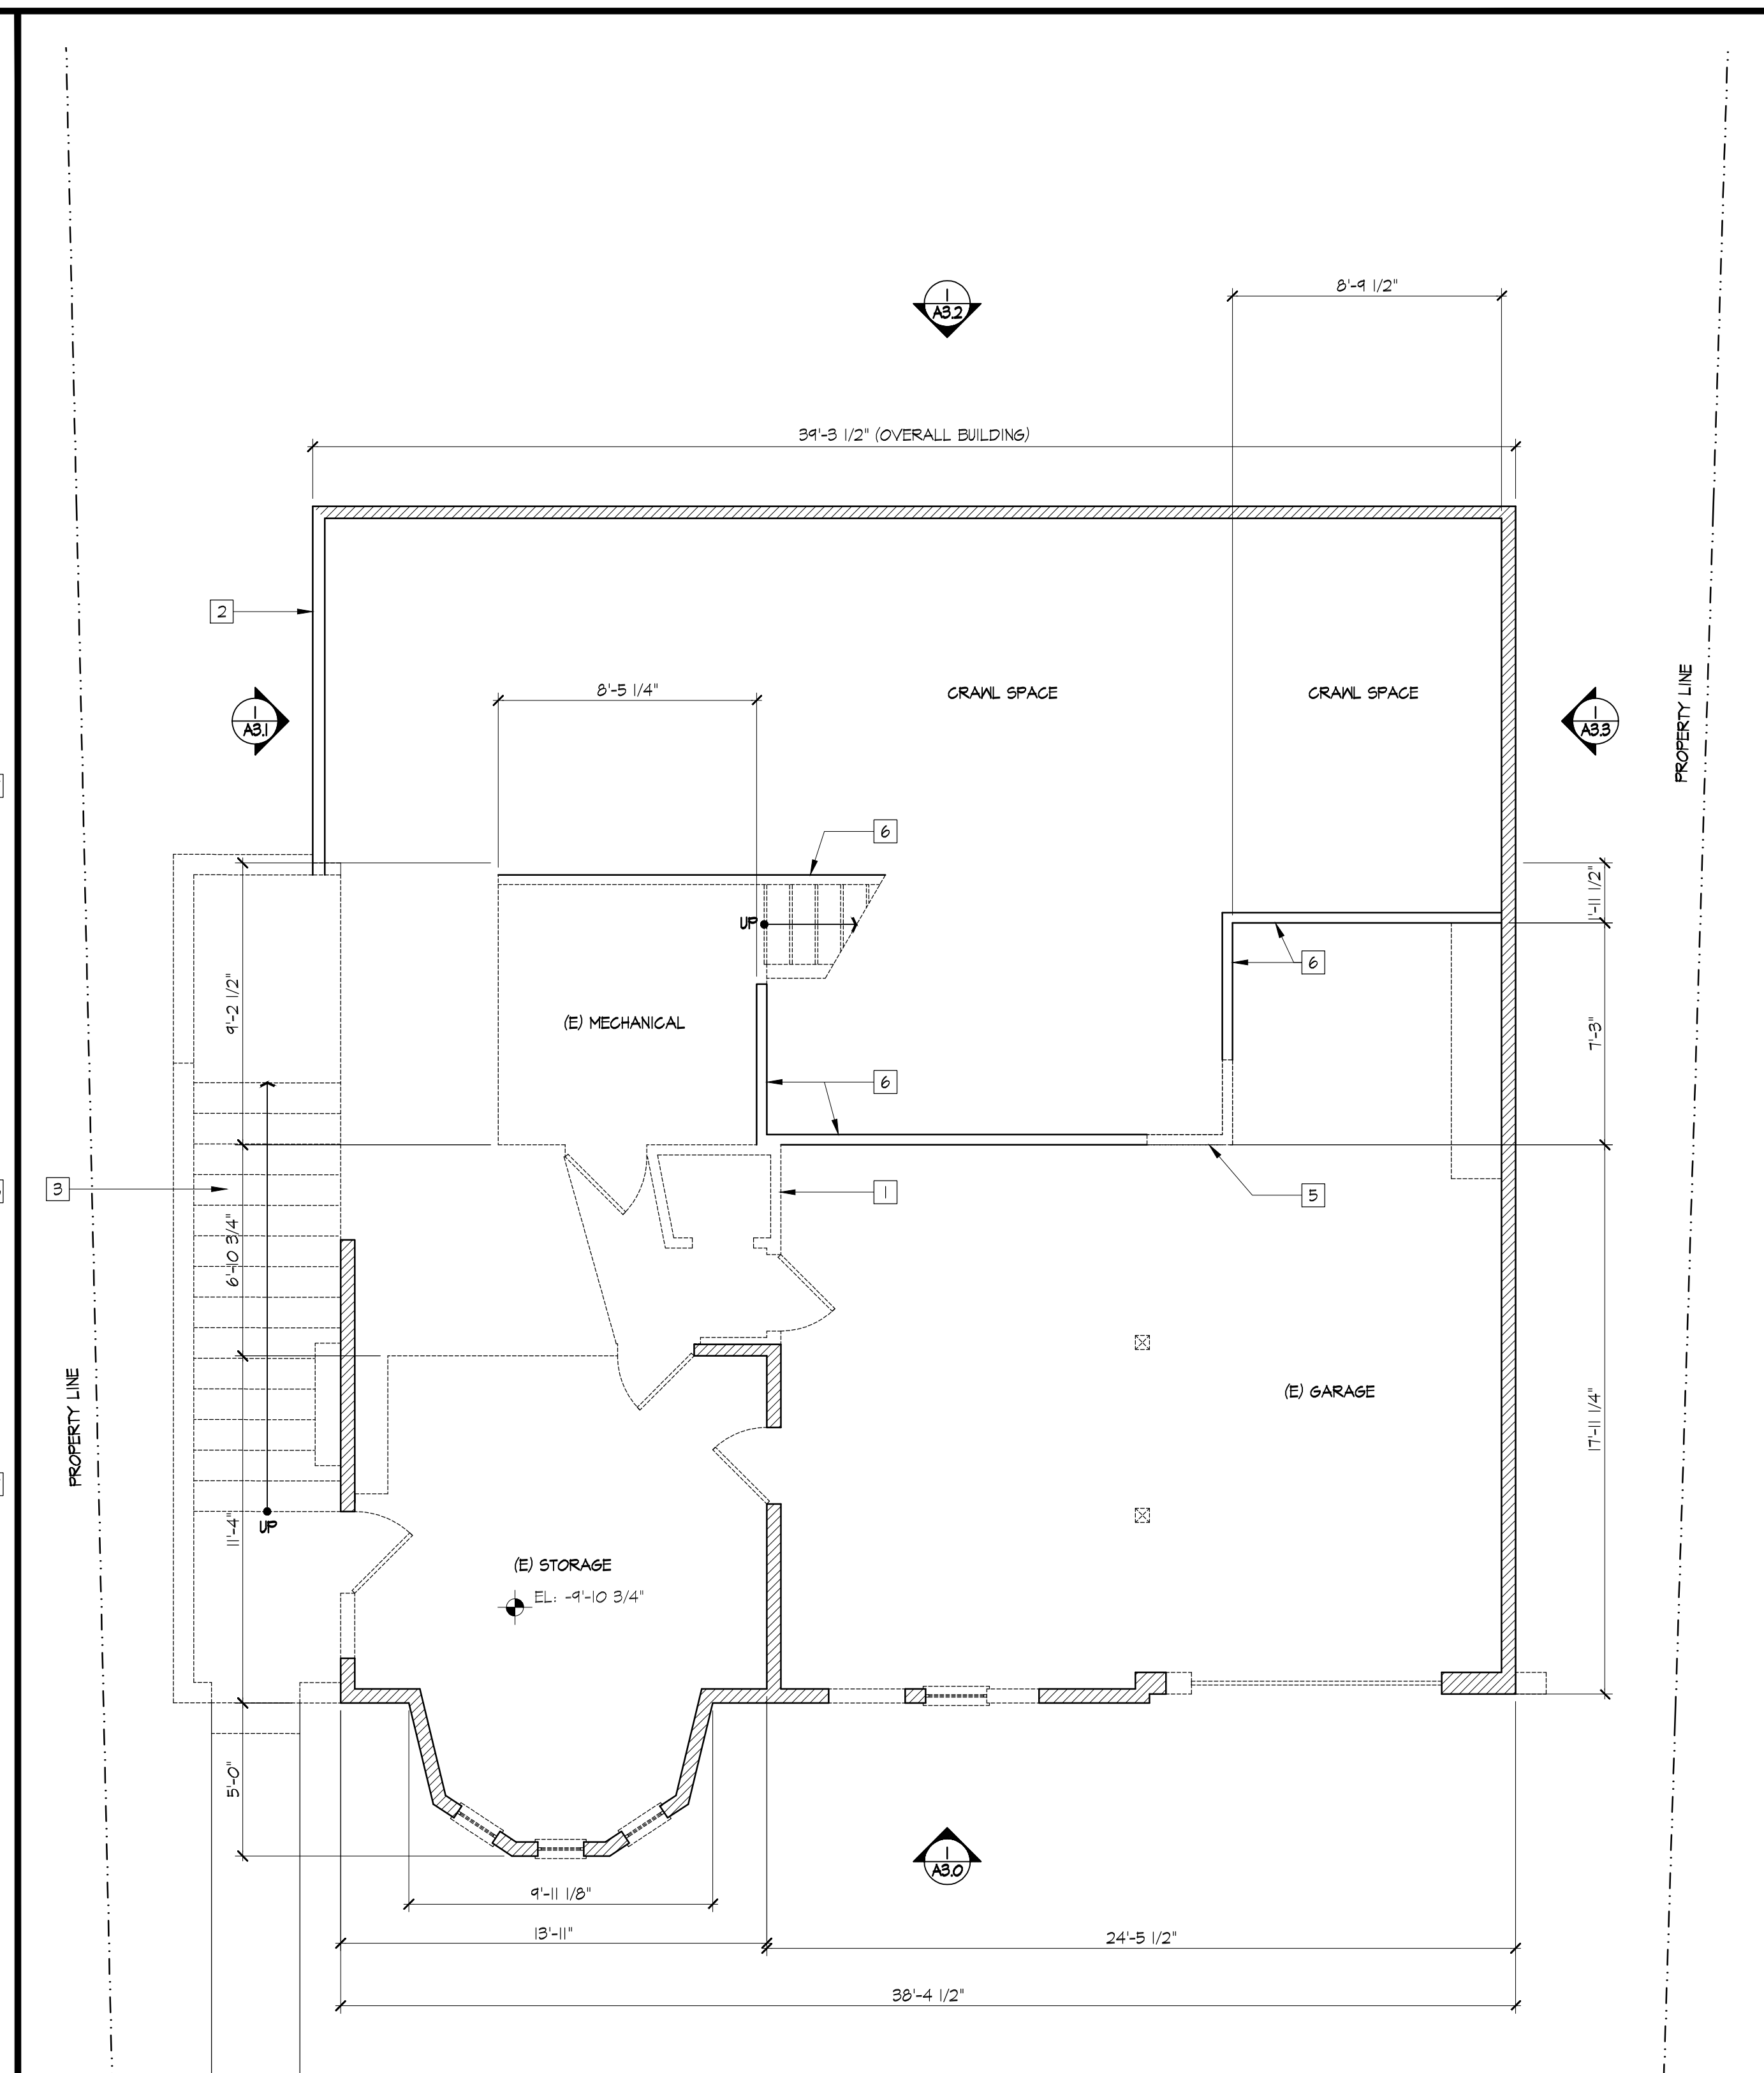 8'-9 1/2"
1
A3.2
39'-3 1/2" (OVERALL BUILDING)
2
8'-5 1/4"
CRAWL SPACE
CRAWL SPACE
PROPERTY LINE
1
A3.1
1
A3.3
6
1'-11 1/2"
UP
6
9'-2 1/2"
(E) MECHANICAL
7'-3"
6
3
1
5
6'-10 3/4"
(E) GARAGE
PROPERTY LINE
17'-11 1/4"
11'-4"
UP
(E) STORAGE
EL: -9'-10 3/4"
5'-0"
1
A3.0
9'-11 1/8"
13'-11"
24'-5 1/2"
38'-4 1/2"